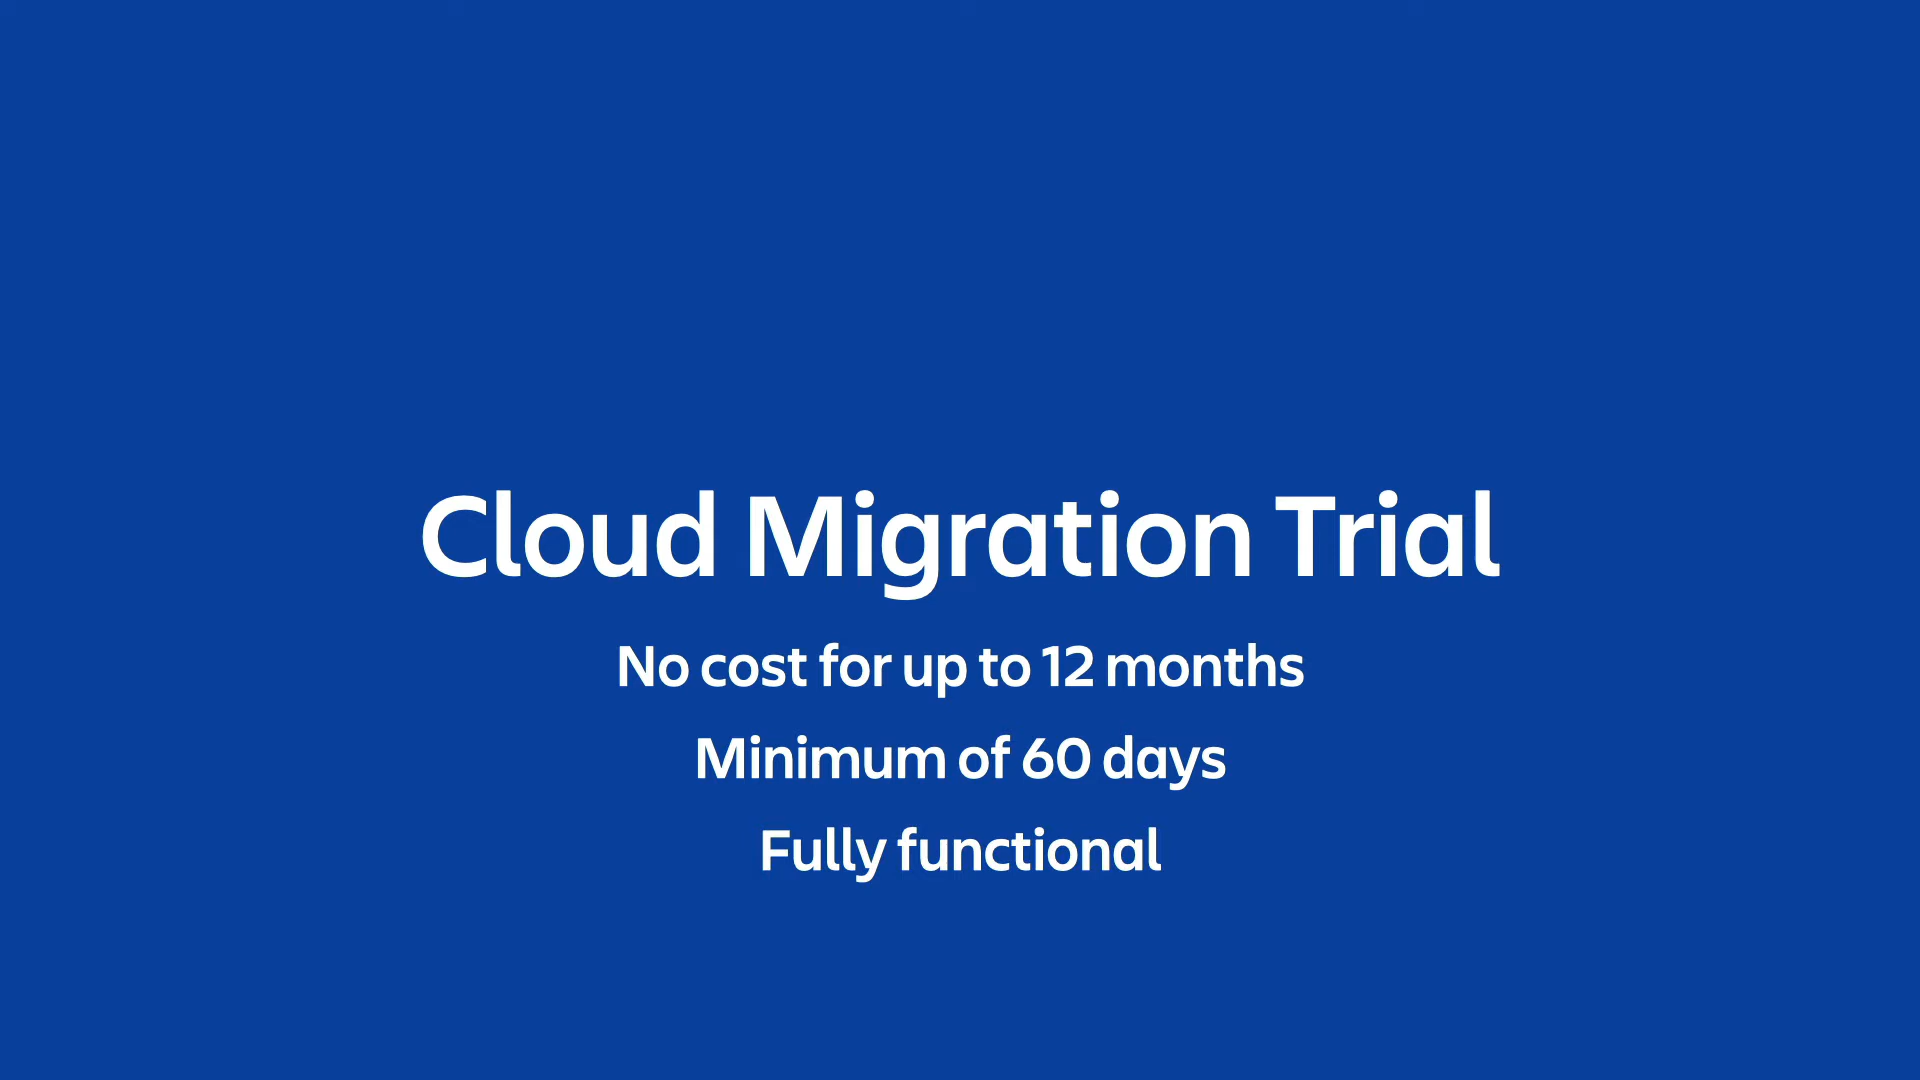 Cloud Migration Trial
No cost for up to 12 months
Minimum of 60 days
Fully functional